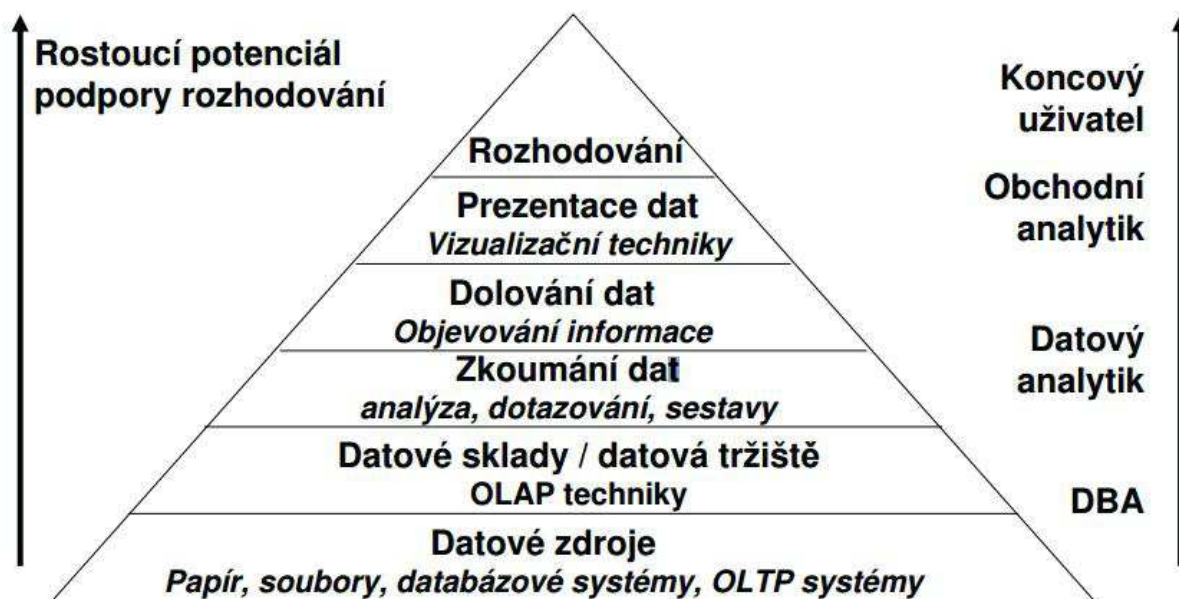 Rostoucí potenciál
podpory rozhodování
Rozhodování
Prezentace dat
Vizualizační techniky
Dolování dat
Objevování informace
Zkoumání dat
analýza, dotazování, sestavy
Datové sklady / datová tržiště
OLAP techniky
Datové zdroje
Papír, soubory, databázové systémy, OLTP systémy
Koncový
uživatel
Obchodní
analytik
Datový
analytik
DBA